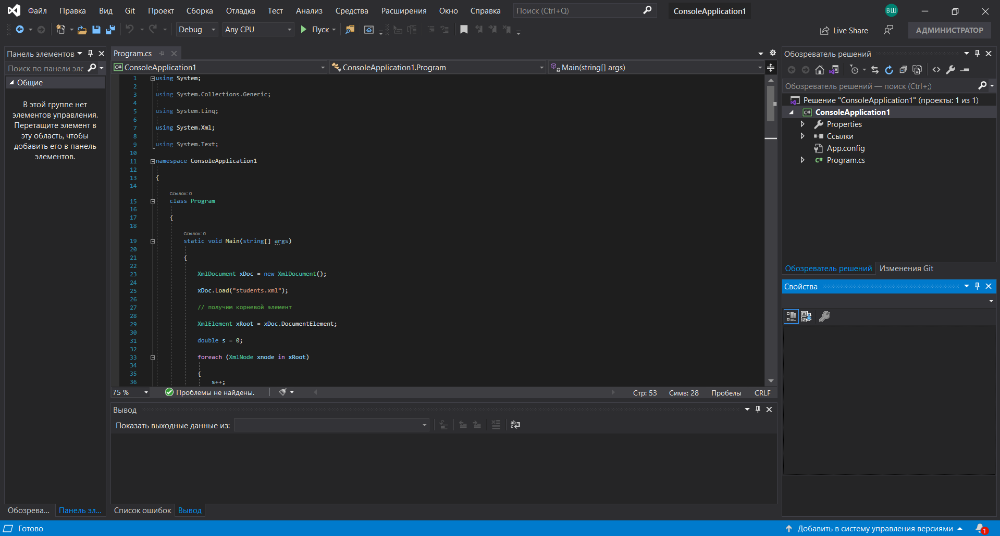 Файл Правка Вид Git Проект Сборка Отладка Тест Анализ Средства Расширения Окно Справка Поиск (Ctrl+Q) ConsoleApplication1 ВШ
Debug Any CPU Пуск Live Share АДМИНИСТРАТОР
Панель элементов
Поиск по панели эле
Общие
В этой группе нет
элементов управления.
Перетащите элемент в
эту область, чтобы
добавить его в панель
элементов.
Обозрева... Панель эл...
Program.cs
ConsoleApplication1 ConsoleApplication1.Program Main(string[] args)
1 using System;
2
3 using System.Collections.Generic;
4
5 using System.Linq;
6
7 using System.Xml;
8
9 using System.Text;
10
11 namespace ConsoleApplication1
12
13 {
14
Ссылок: 0
15 class Program
16
17 {
18
Ссылок: 0
19 static void Main(string[] args)
20
21 {
22
23 XmlDocument xDoc = new XmlDocument();
24
25 xDoc.Load("students.xml");
26
27 // получим корневой элемент
28
29 XmlElement xRoot = xDoc.DocumentElement;
30
31 double s = 0;
32
33 foreach (XmlNode xnode in xRoot)
34
35 {
36 s++;
75 % Проблемы не найдены. Стр: 53 Симв: 28 Пробелы CRLF
Вывод
Показать выходные данные из:
Список ошибок Вывод
Обозреватель решений
Обозреватель решений — поиск (Ctrl+;)
Решение "ConsoleApplication1" (проекты: 1 из 1)
C# ConsoleApplication1
Properties
Ссылки
App.config
C# Program.cs
Обозреватель решений Изменения Git
Свойства
Готово Добавить в систему управления версиями 1